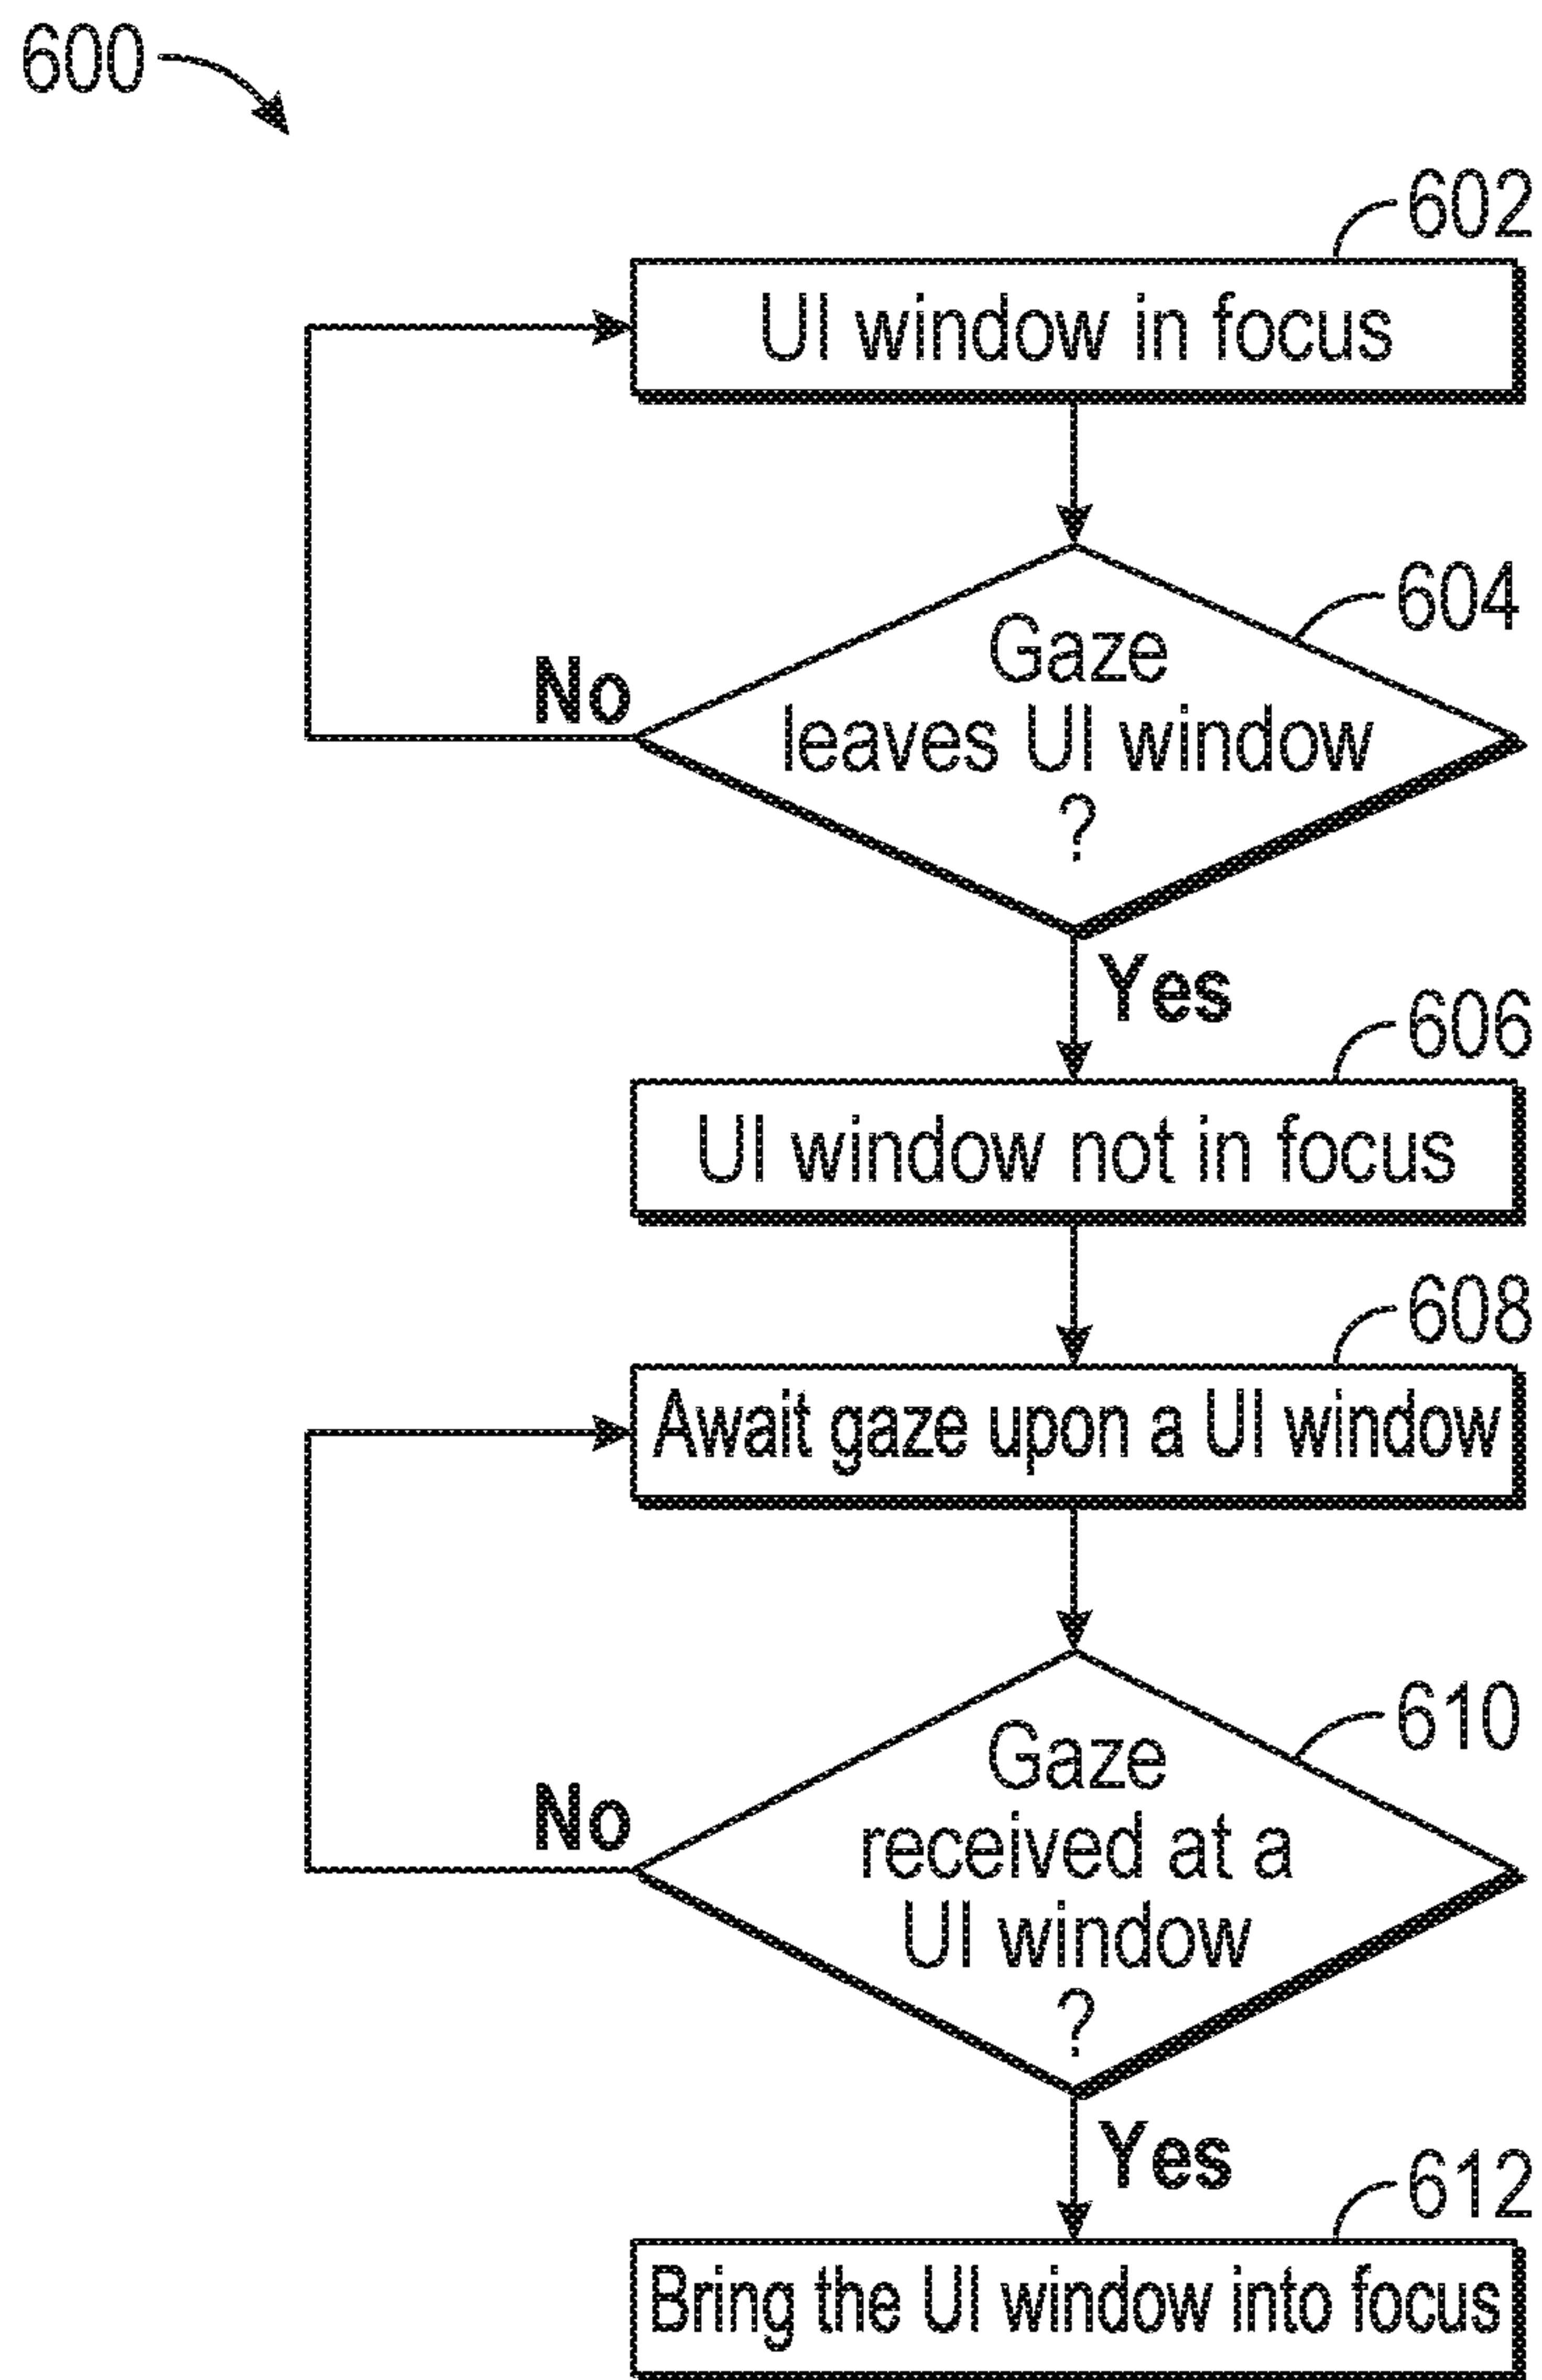 600
602
UI window in focus
604
Gaze
leaves UI window
?
No
Yes
606
UI window not in focus
608
Await gaze upon a UI window
610
Gaze
received at a
UI window
?
No
Yes
612
Bring the UI window into focus